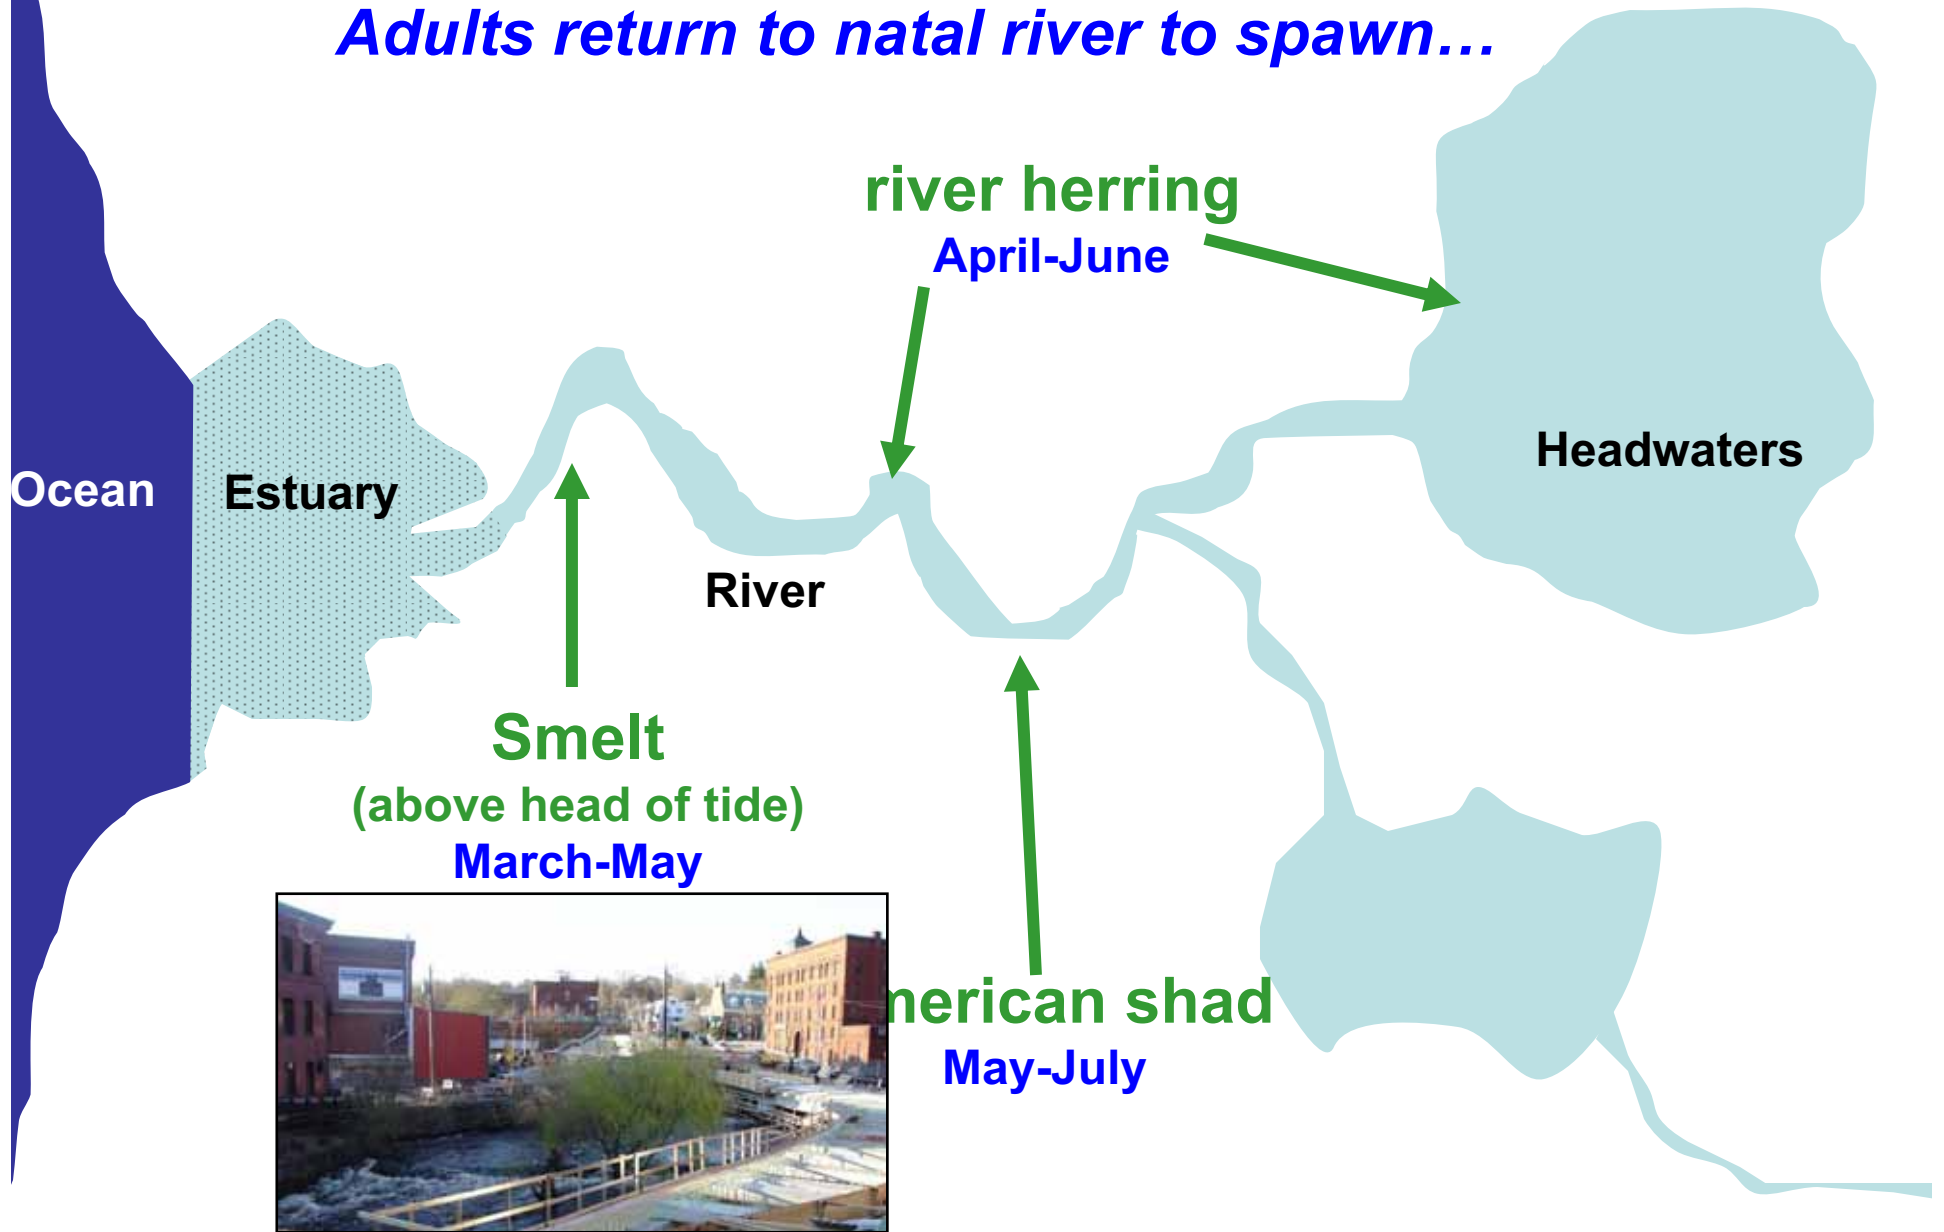 Adults return to natal river to spawn…
river herring
April-June
Headwaters
Ocean
Estuary
River
Smelt
(above head of tide)
March-May
merican shad
May-July